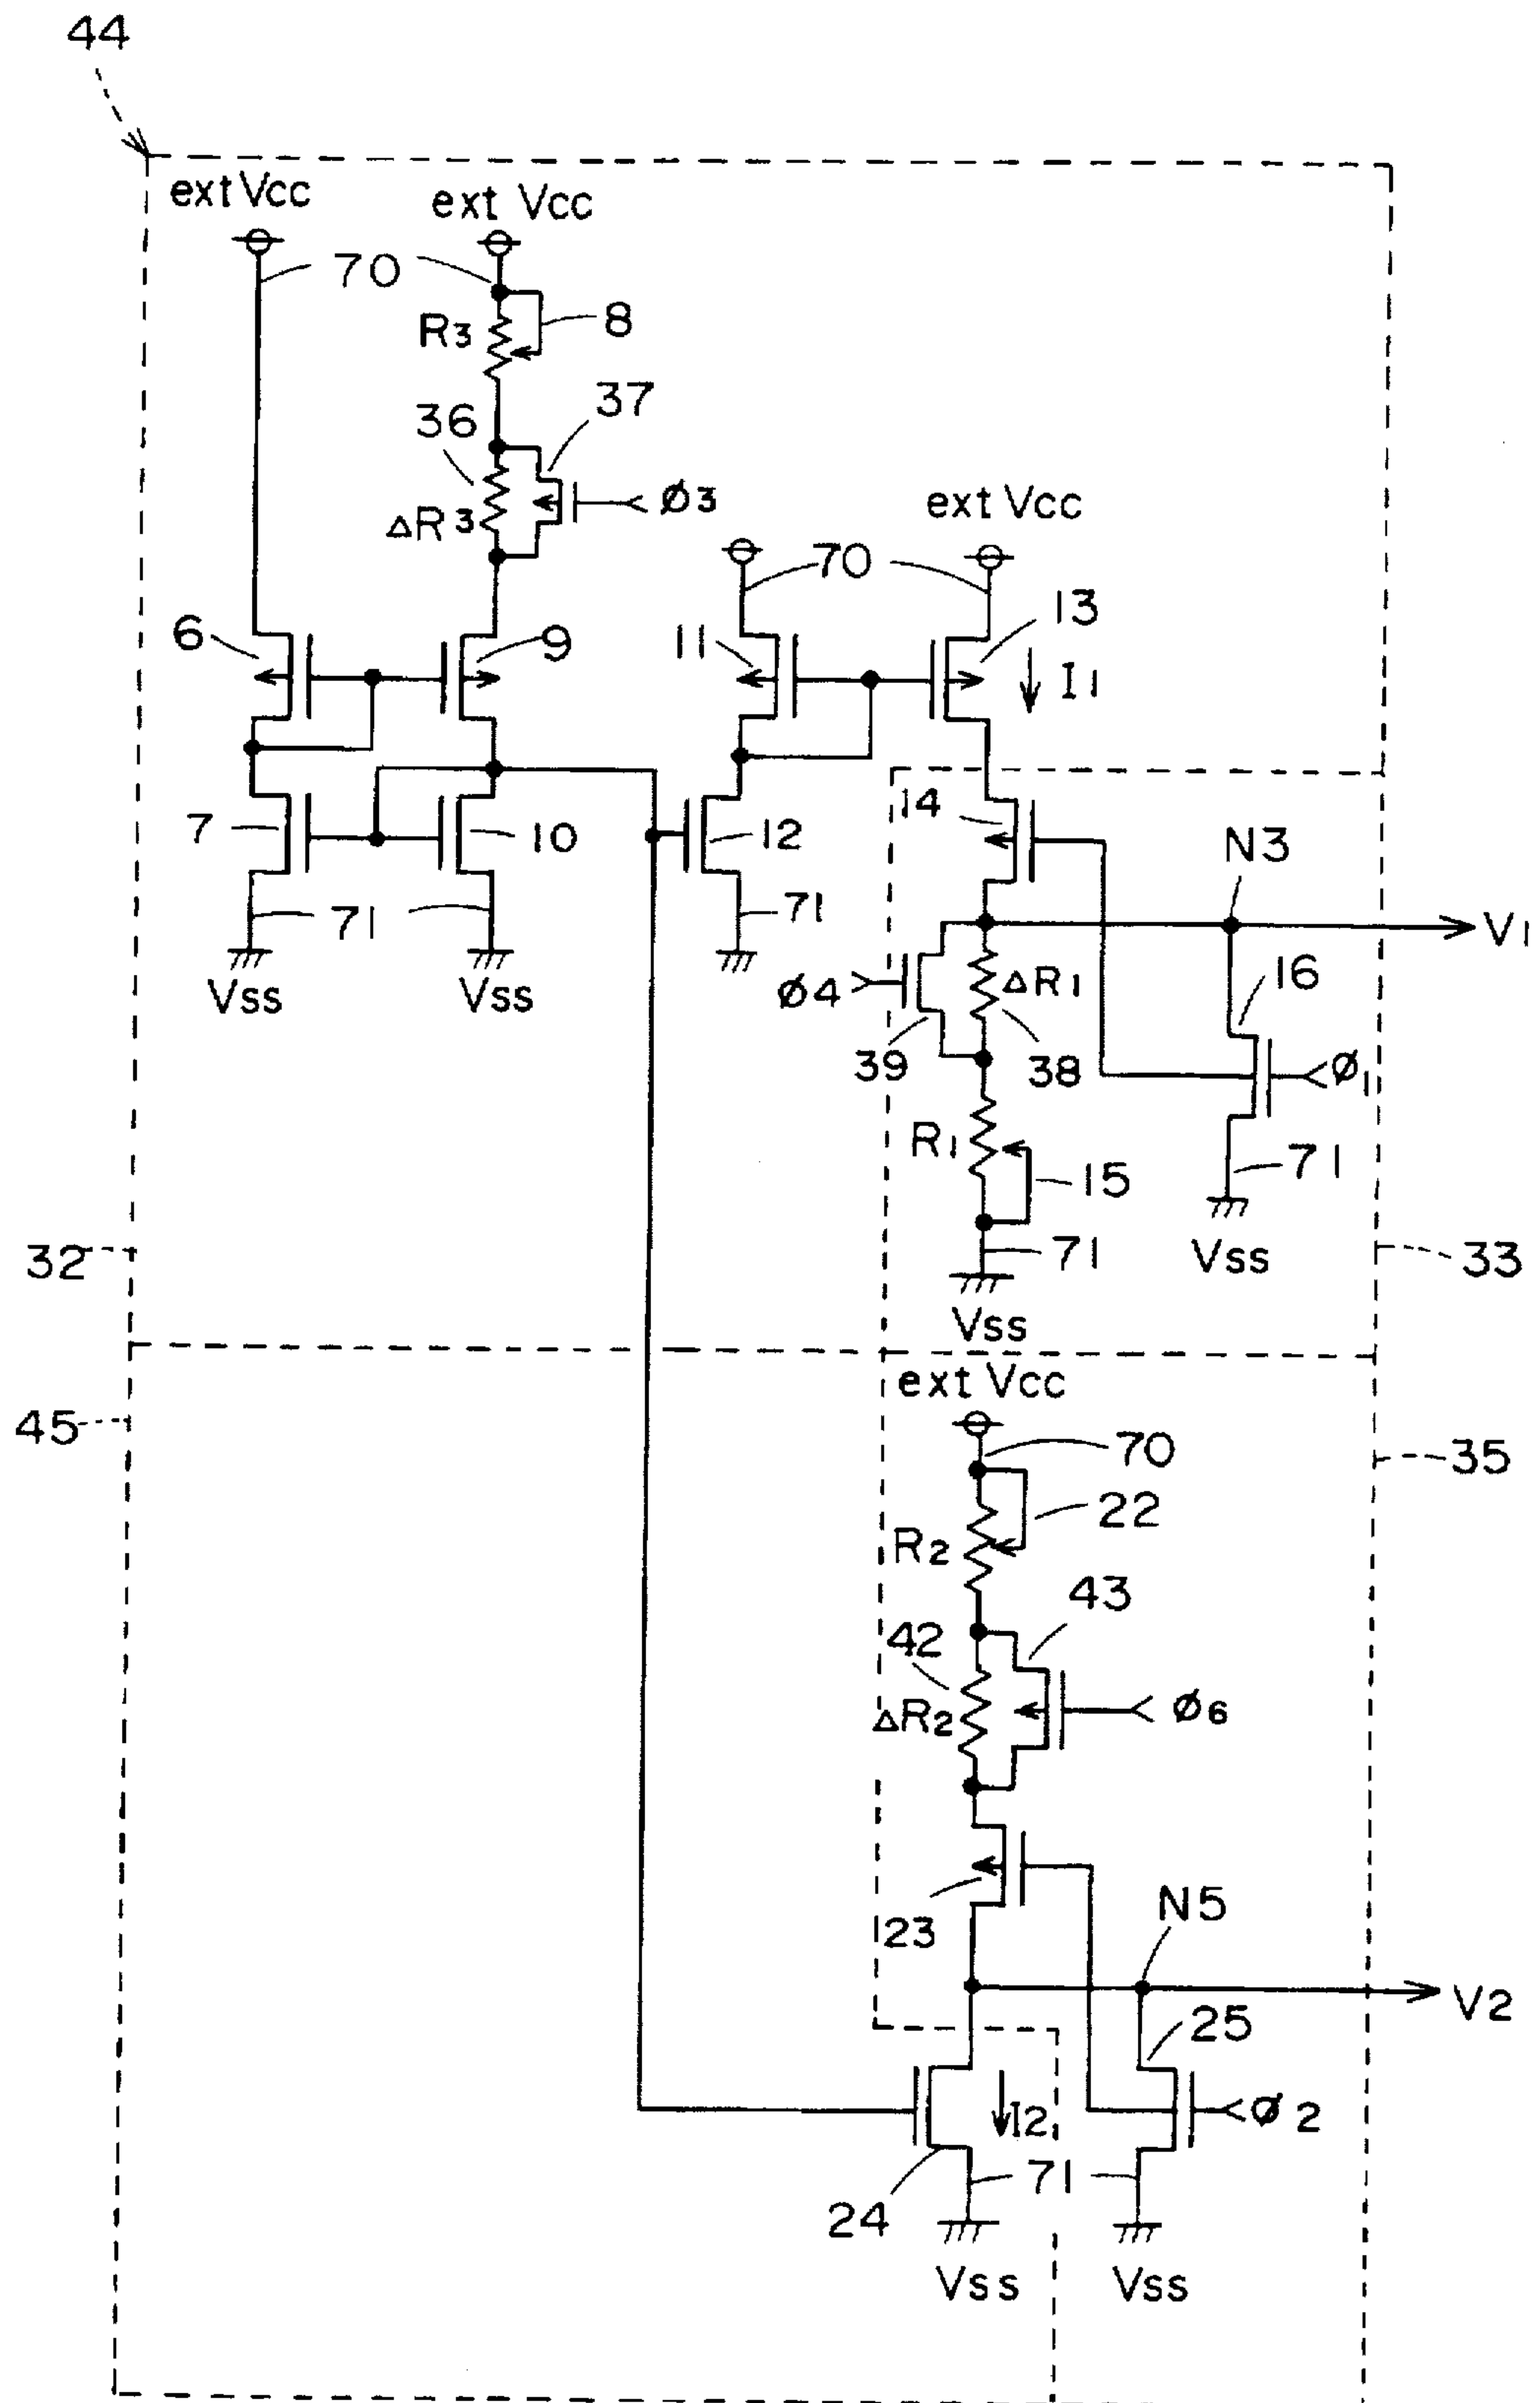 44
extVcc
ext Vcc
70
R3
8
36
37
ΔR3
Ø3
ext Vcc
70
6
9
11
13
I1
7
10
12
14
N3
71
71
V1
Vss
Vss
Ø4
ΔR1
16
39
38
Ø1
R1
15
71
32
71
Vss
33
Vss
ext Vcc
45
70
35
22
R2
43
42
ΔR2
Ø6
23
N5
V2
25
I2
Ø2
71
24
Vss
Vss